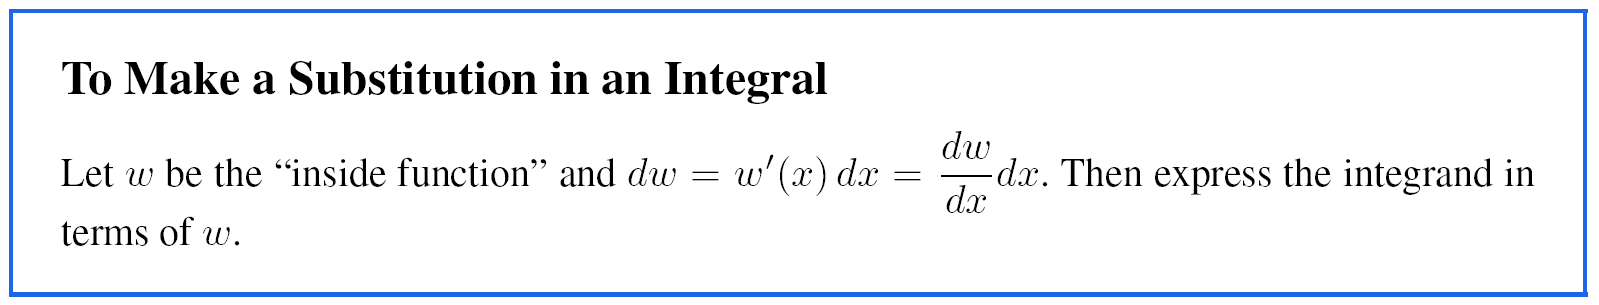 To Make a Substitution in an Integral
Let w be the “inside function” and dw = w′(x) dx = \frac{dw}{dx}dx. Then express the integrand in
terms of w.